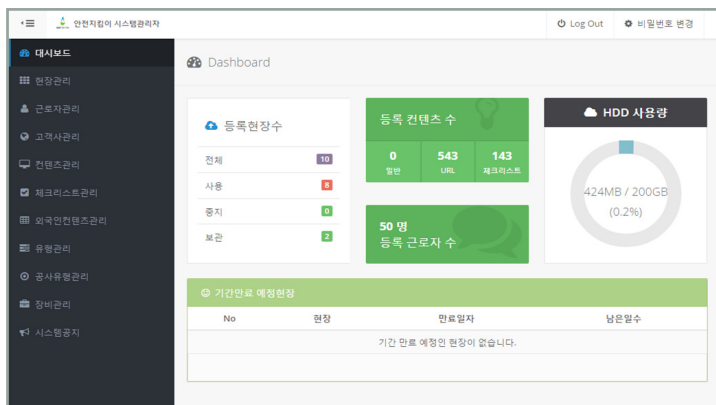 안전지킴이 시스템관리자
Log Out
비밀번호 변경
대시보드
현장관리
근로자관리
고객사관리
컨텐츠관리
체크리스트관리
외국인컨텐츠관리
유형관리
공사유형관리
장비관리
시스템공지
Dashboard
등록현장수
전체 10
사용 8
중지 0
보관 2
등록 컨텐츠 수
0 543 143
일반 URL 체크리스트
50 명
등록 근로자 수
HDD 사용량
424MB / 200GB
(0.2%)
기간만료 예정현장
No 현장 만료일자 남은일수
기간 만료 예정인 현장이 없습니다.